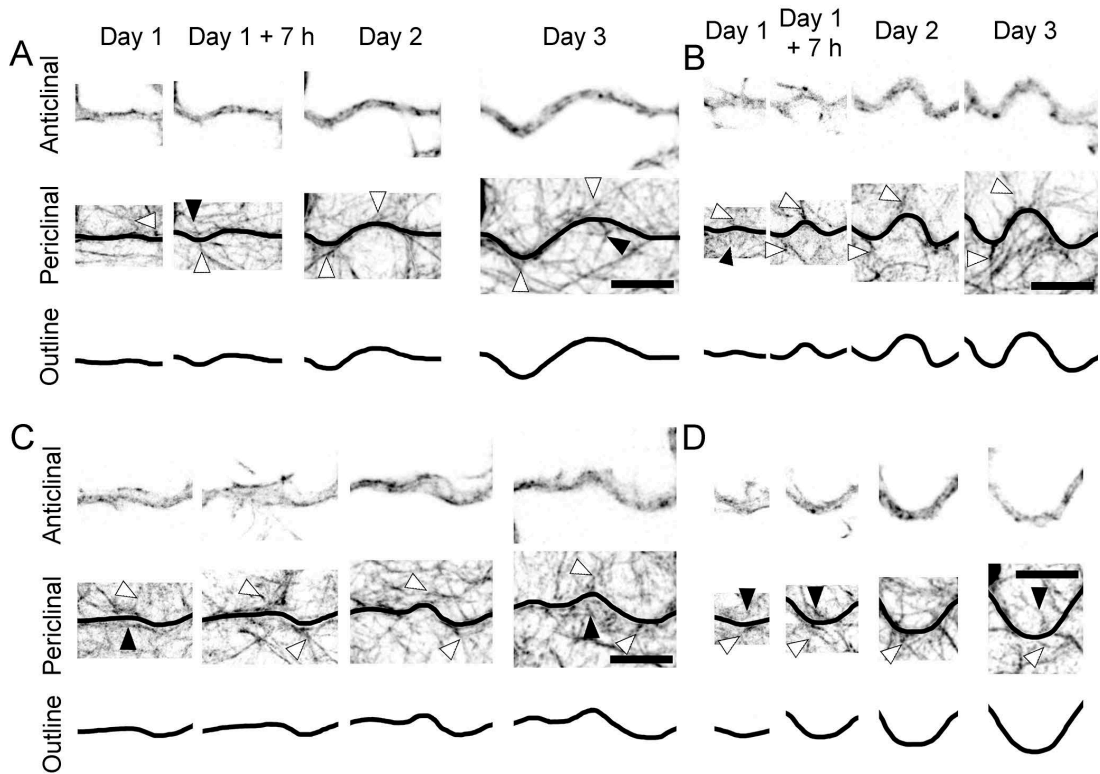 A
Day 1
Day 1 + 7 h
Day 2
Day 3
B
Day 1
Day 1
+ 7 h
Day 2
Day 3
Anticlinal
Periclinal
Outline
C
D
Anticlinal
Periclinal
Outline